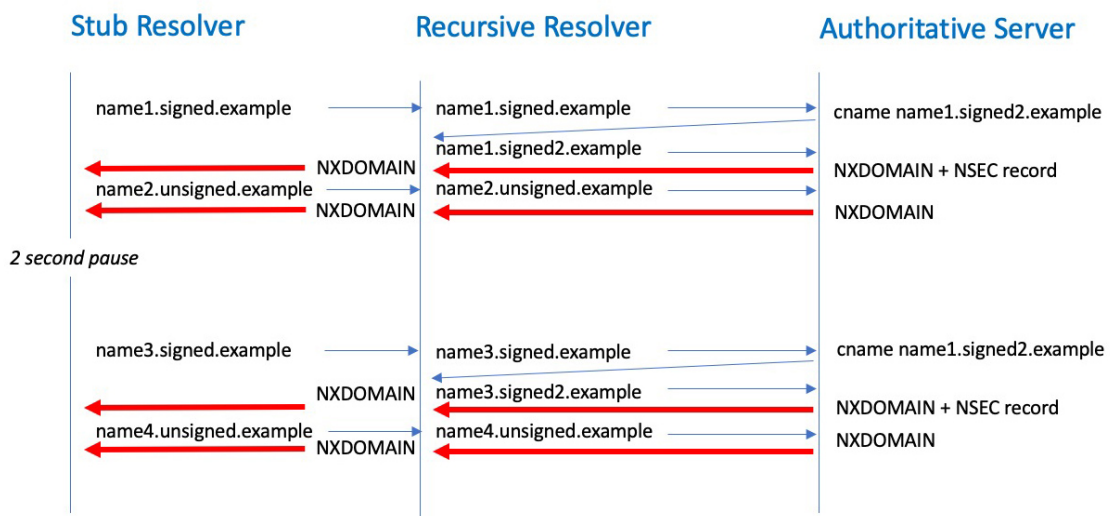 Stub Resolver Recursive Resolver Authoritative Server
name1.signed.example name1.signed.example cname name1.signed2.example
name1.signed2.example
NXDOMAIN NXDOMAIN + NSEC record
name2.unsigned.example name2.unsigned.example
NXDOMAIN NXDOMAIN
2 second pause
name3.signed.example name3.signed.example cname name1.signed2.example
NXDOMAIN name3.signed2.example
NXDOMAIN + NSEC record
name4.unsigned.example name4.unsigned.example NXDOMAIN
NXDOMAIN